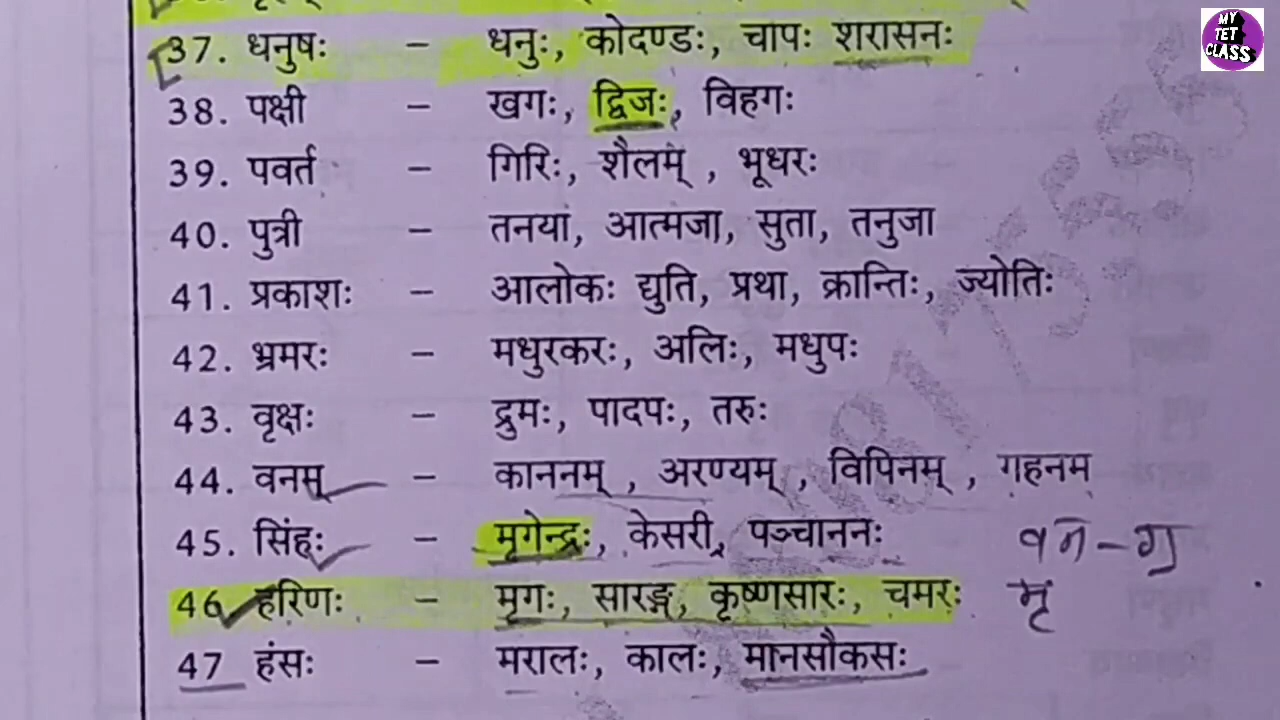 MY
TET
CLASS
37. धनुषः – धनुः, कोदण्डः, चापः शरासनः
38. पक्षी – खगः, द्विजः, विहगः
39. पवर्त – गिरिः, शैलम् , भूधरः
40. पुत्री – तनया, आत्मजा, सुता, तनुजा
41. प्रकाशः – आलोकः द्युति, प्रथा, क्रान्तिः, ज्योतिः
42. भ्रमरः – मधुरकरः, अलिः, मधुपः
43. वृक्षः – द्रुमः, पादपः, तरुः
44. वनम् – काननम् , अरण्यम् , विपिनम् , गहनम्
45. सिंहः – मृगेन्द्रः, केसरी, पञ्चाननः
46 हरिणः – मृगः, सारङ्ग, कृष्णसारः, चमरः मृ
47 हंसः – मरालः, कालः, मानसौकसः